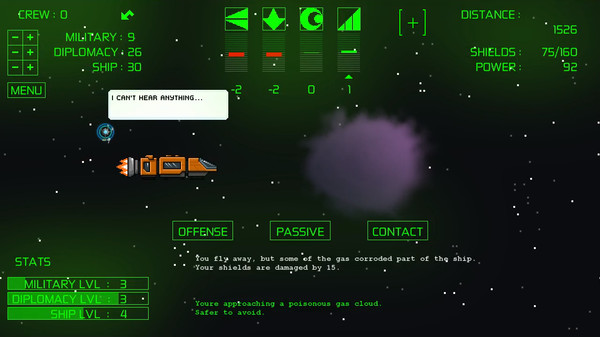 CREW : 0
MILITARY : 9
DIPLOMACY : 26
SHIP : 30
MENU
-2 -2 0 1
DISTANCE :
1526
SHIELDS : 75/160
POWER : 92
I CAN'T HEAR ANYTHING...
OFFENSE PASSIVE CONTACT
You fly away, but some of the gas corroded part of the ship.
Your shields are damaged by 15.
Youre approaching a poisonous gas cloud.
Safer to avoid.
STATS
MILITARY LVL : 3
DIPLOMACY LVL : 3
SHIP LVL : 4